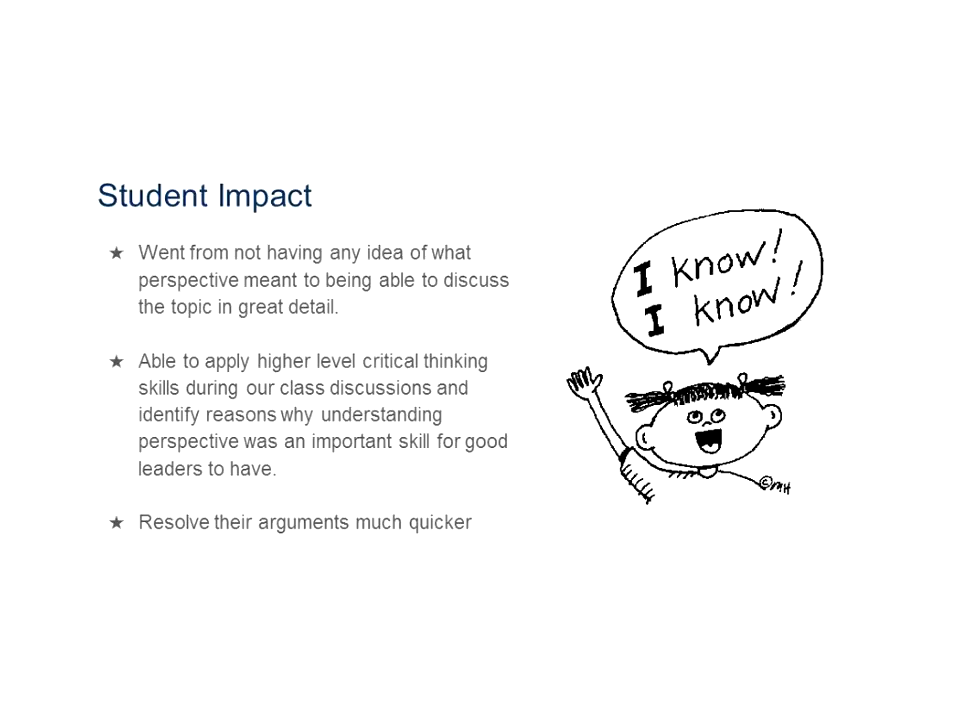 Student Impact
★ Went from not having any idea of what
perspective meant to being able to discuss
the topic in great detail.
★ Able to apply higher level critical thinking
skills during our class discussions and
identify reasons why understanding
perspective was an important skill for good
leaders to have.
★ Resolve their arguments much quicker
I know!
I know!
©MH